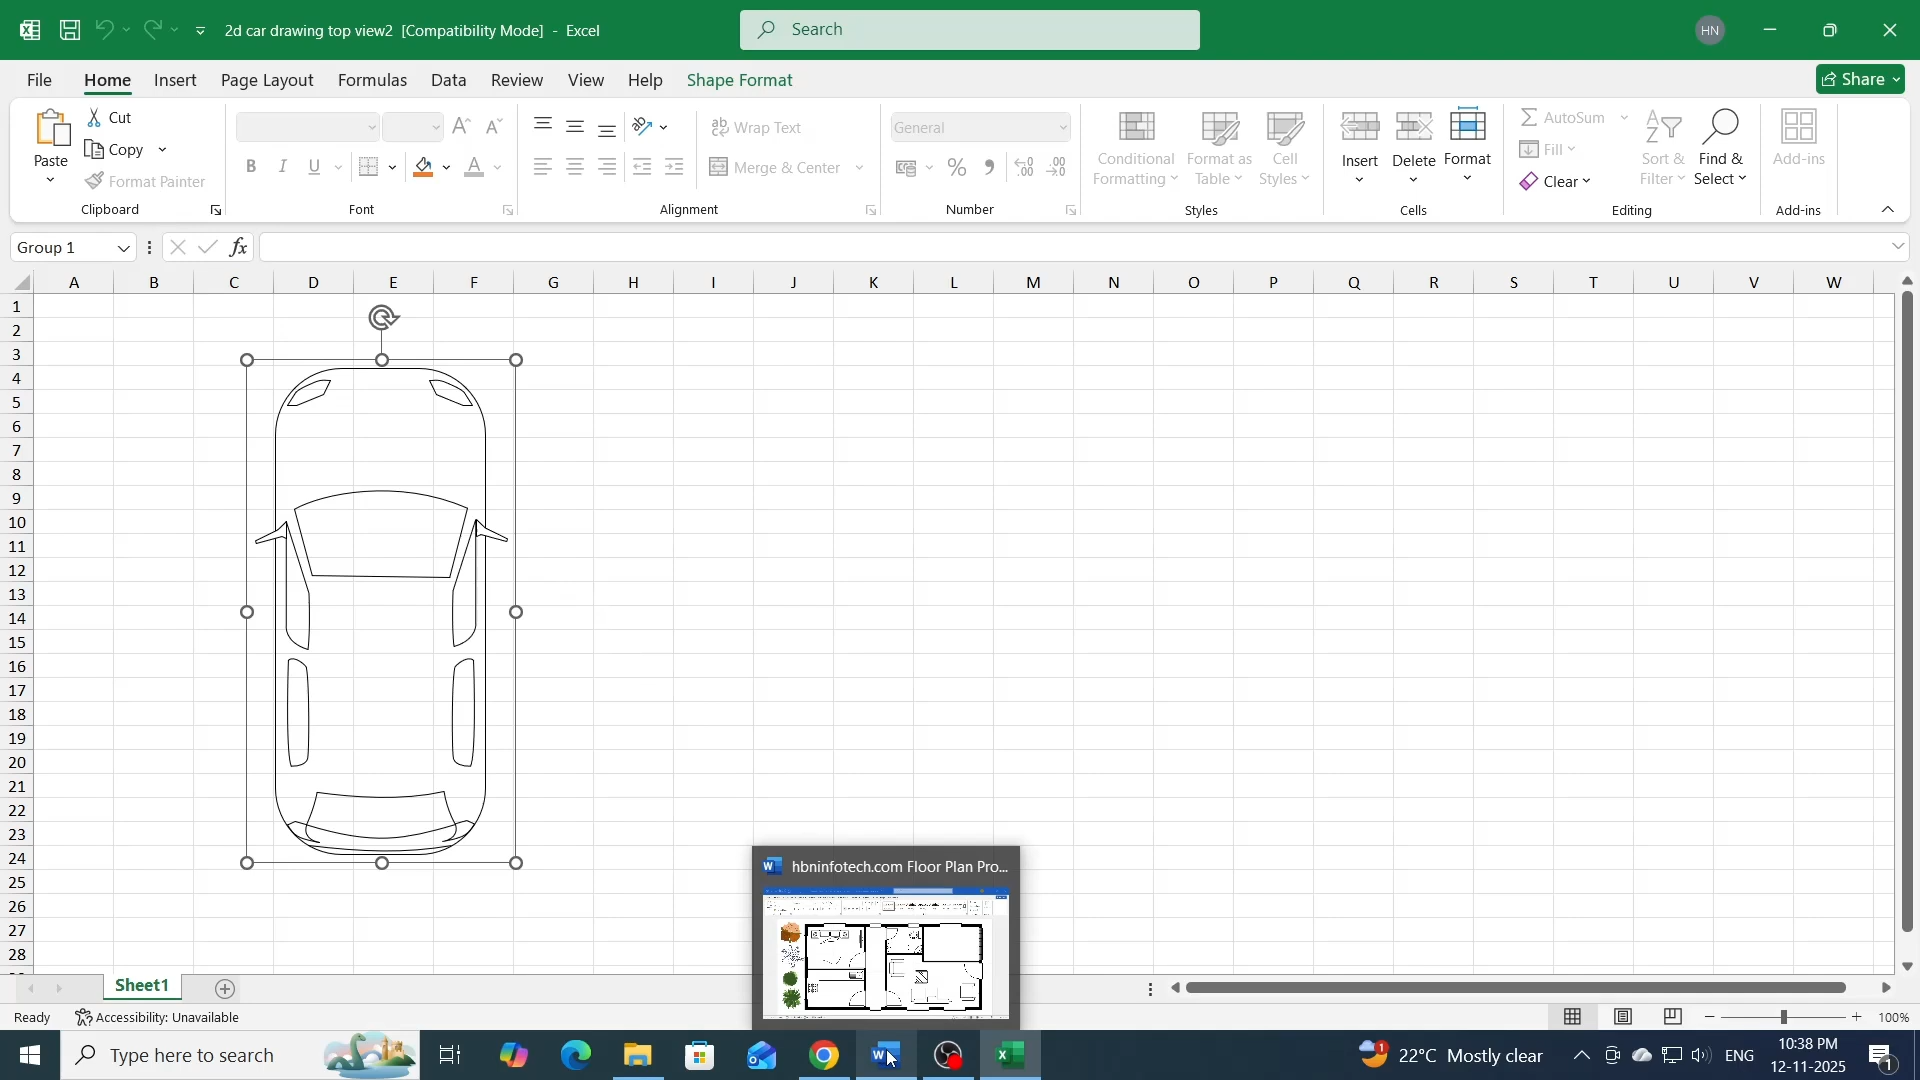 2d car drawing top view2 [Compatibility Mode] - Excel
Search
HN
File Home Insert Page Layout Formulas Data Review View Help Shape Format
Share
Paste
Cut
Copy
Format Painter
Clipboard
B I U
A
Font
ab Wrap Text
Merge & Center
Alignment
General
Number
Conditional Formatting
Format as Table
Cell Styles
Styles
Insert
Delete
Format
Cells
AutoSum
Fill
Clear
Sort & Filter
Find & Select
Editing
Add-ins
Add-ins
Group 1
fx
A B C D E F G H I J K L M N O P Q R S T U V W
1
2
3
4
5
6
7
8
9
10
11
12
13
14
15
16
17
18
19
20
21
22
23
24
25
26
27
28
hbninfotech.com Floor Plan Pro...
Sheet1
Ready
Accessibility: Unavailable
100%
Type here to search
22°C Mostly clear
ENG
10:38 PM
12-11-2025
1